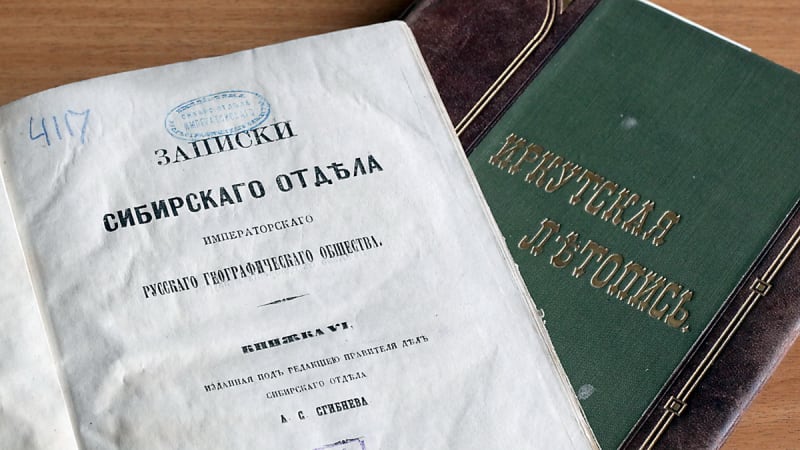 4117
ЗАПИСКИ
СИБИРСКАГО ОТДѢЛА
ИМПЕРАТОРСКАГО
РУССКАГО ГЕОГРАФИЧЕСКАГО ОБЩЕСТВА.
КНИЖКА VI,
ИЗДАННАЯ ПОДЪ РЕДАКЦІЕЮ ПРАВИТЕЛЯ ДѢЛЪ
СИБИРСКАГО ОТДѢЛА
А. С. СГИБНЕВА
ИРКУТСКАЯ
ЛѢТОПИСЬ.